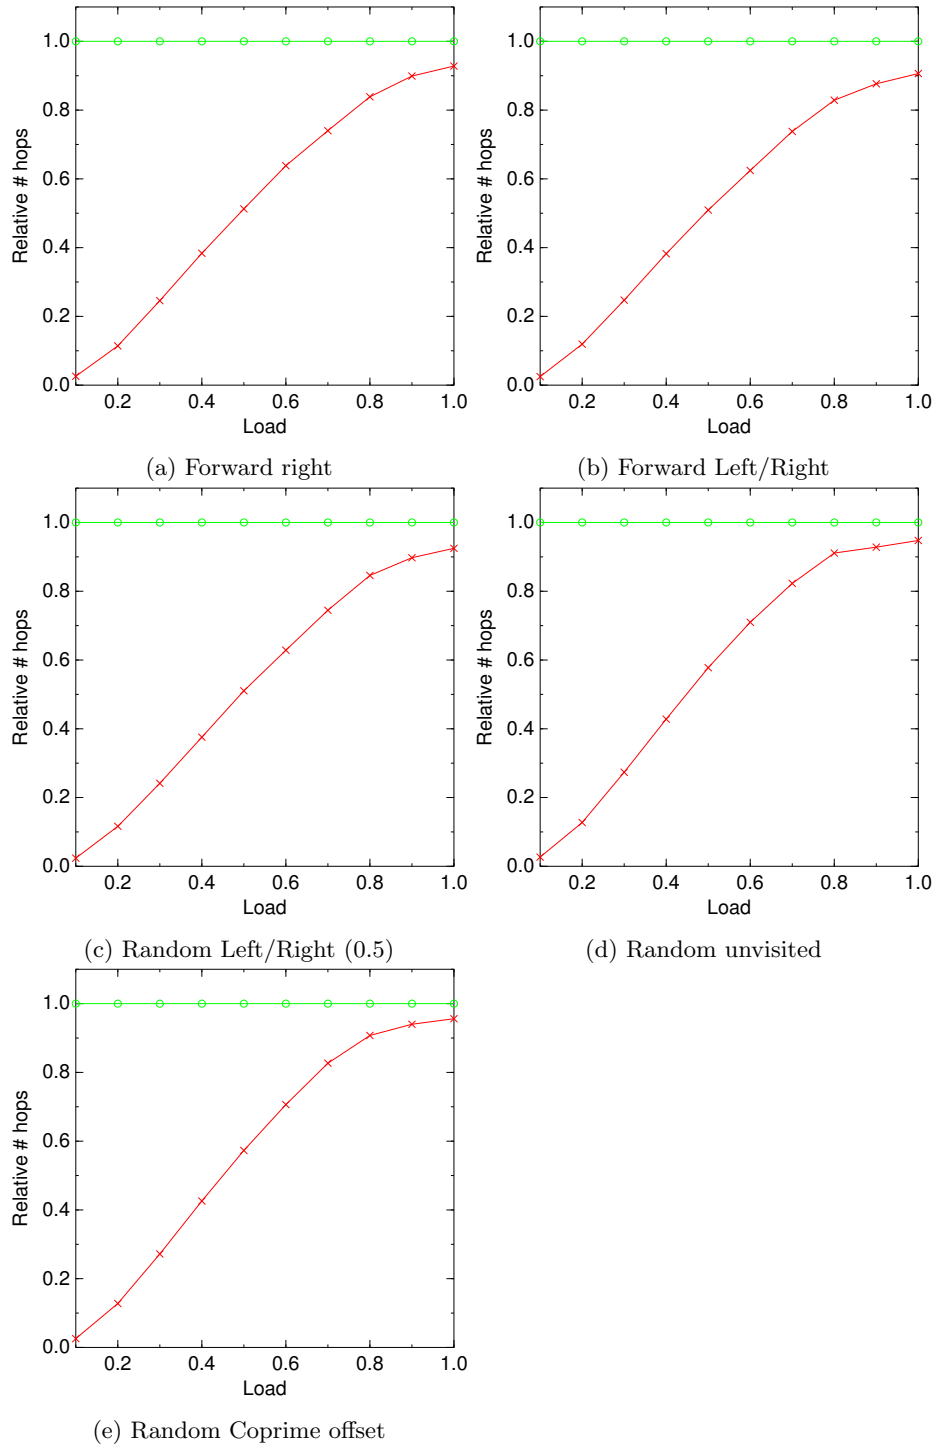 1.0
0.8
0.6
0.4
0.2
0.0
Relative # hops
0.2 0.4 0.6 0.8 1.0
Load
(a) Forward right
1.0
0.8
0.6
0.4
0.2
0.0
Relative # hops
0.2 0.4 0.6 0.8 1.0
Load
(b) Forward Left/Right
1.0
0.8
0.6
0.4
0.2
0.0
Relative # hops
0.2 0.4 0.6 0.8 1.0
Load
(c) Random Left/Right (0.5)
1.0
0.8
0.6
0.4
0.2
0.0
Relative # hops
0.2 0.4 0.6 0.8 1.0
Load
(d) Random unvisited
1.0
0.8
0.6
0.4
0.2
0.0
Relative # hops
0.2 0.4 0.6 0.8 1.0
Load
(e) Random Coprime offset